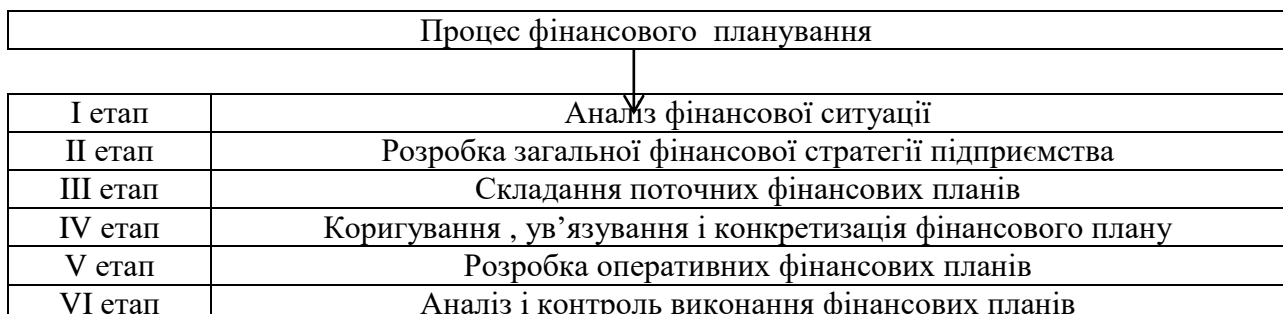 Процес фінансового планування
І етап Аналіз фінансової ситуації
ІІ етап Розробка загальної фінансової стратегії підприємства
ІІІ етап Складання поточних фінансових планів
IV етап Коригування , ув’язування і конкретизація фінансового плану
V етап Розробка оперативних фінансових планів
VI етап Аналіз і контроль виконання фінансових планів